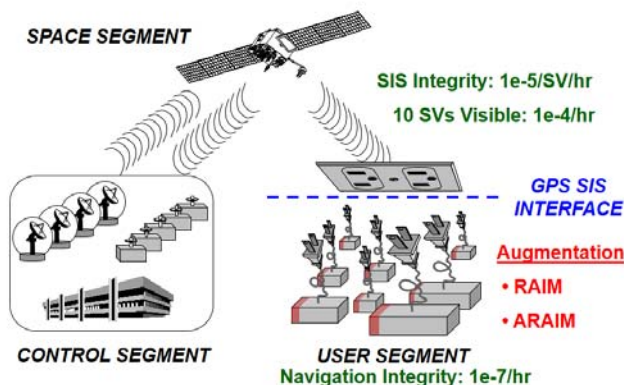 SPACE SEGMENT
SIS Integrity: 1e-5/SV/hr
10 SVs Visible: 1e-4/hr
GPS SIS
INTERFACE
Augmentation
• RAIM
• ARAIM
CONTROL SEGMENT
USER SEGMENT
Navigation Integrity: 1e-7/hr